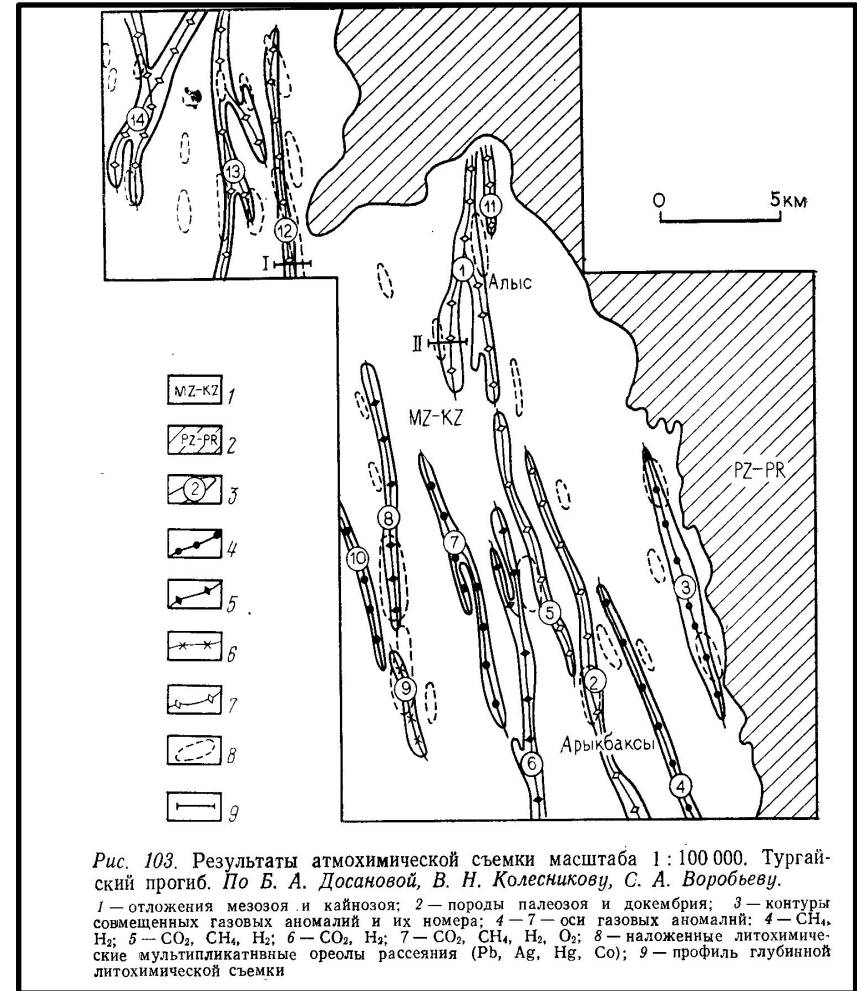 14
13
12
I
11
1
Алыс
II
0
5км
MZ-KZ
PZ-PR
8
7
10
9
5
3
2
Арыкбаксы
6
4
MZ-KZ 1
PZ-PR 2
2 3
4
5
6
7
8
9
Рис. 103. Результаты атмохимической съемки масштаба 1 : 100 000. Тургай-
ский прогиб. По Б. А. Досановой, В. Н. Колесникову, С. А. Воробьеву.
1 — отложения мезозоя и кайнозоя; 2 — породы палеозоя и докембрия; 3 — контуры
совмещенных газовых аномалий и их номера; 4 — 7 — оси газовых аномалий: 4 — CH₄,
H₂; 5 — CO₂, CH₄, H₂; 6 — CO₂, H₂; 7 — CO₂, CH₄, H₂, O₂; 8 — наложенные литохимиче-
ские мультипликативные ореолы рассеяния (Pb, Ag, Hg, Co); 9 — профиль глубинной
литохимической съемки